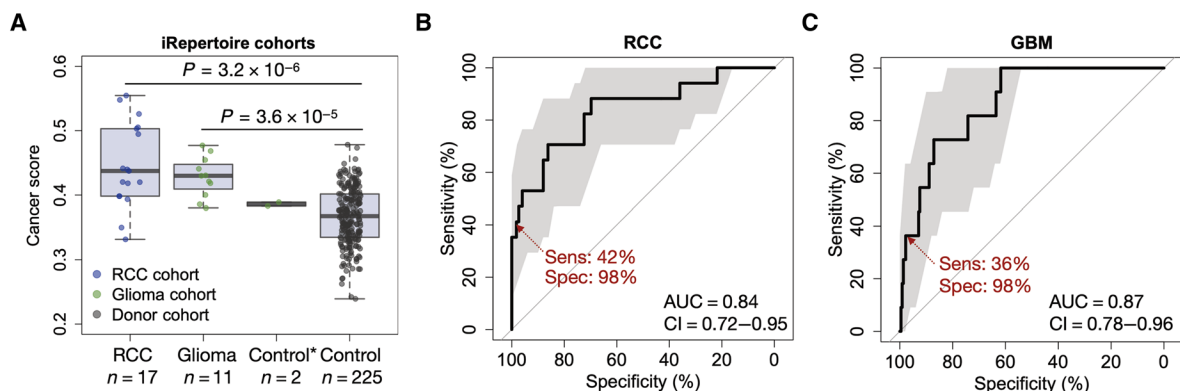 A
iRepertoire cohorts
P = 3.2 × 10⁻⁶
P = 3.6 × 10⁻⁵
Cancer score
0.6
0.5
0.4
0.3
0.2
RCC cohort
Glioma cohort
Donor cohort
RCC Glioma Control* Control
n = 17 n = 11 n = 2 n = 225
B
RCC
Sensitivity (%)
100
80
60
40
20
0
Sens: 42%
Spec: 98%
AUC = 0.84
CI = 0.72–0.95
100 80 60 40 20 0
Specificity (%)
C
GBM
Sensitivity (%)
100
80
60
40
20
0
Sens: 36%
Spec: 98%
AUC = 0.87
CI = 0.78–0.96
100 80 60 40 20 0
Specificity (%)